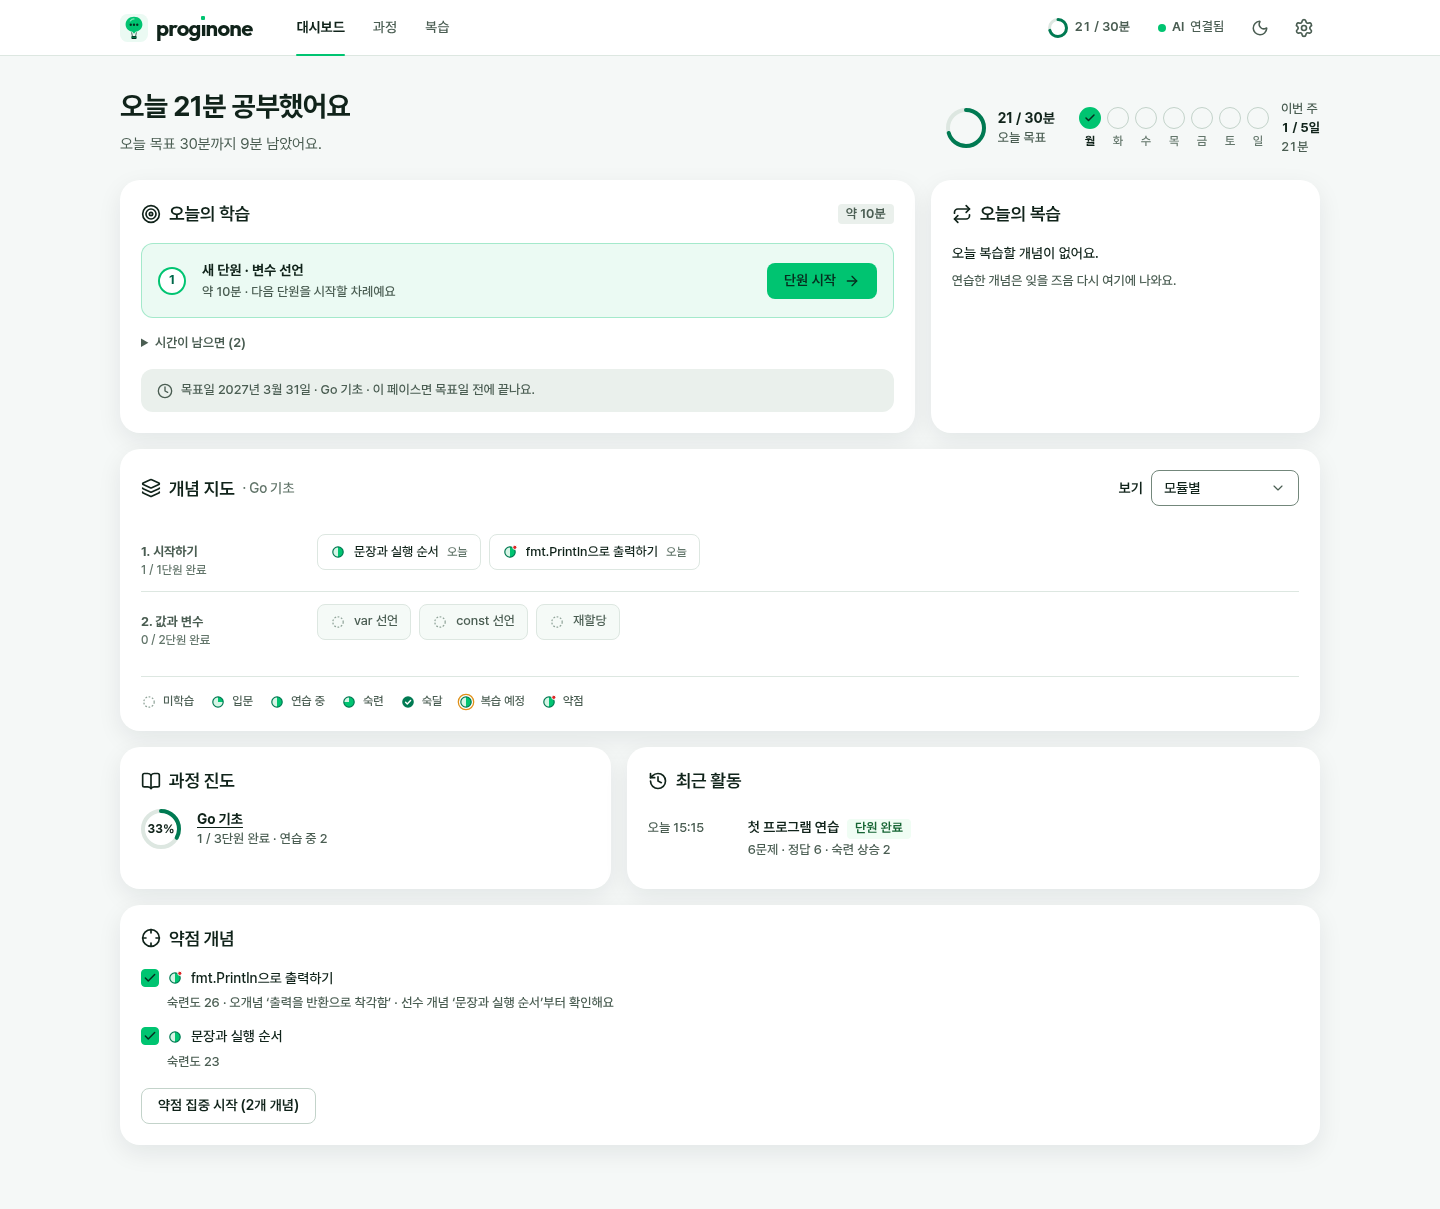 proginone
대시보드
과정
복습
21 / 30분
AI 연결됨
오늘 21분 공부했어요
오늘 목표 30분까지 9분 남았어요.
21 / 30분
오늘 목표
월 화 수 목 금 토 일
이번 주
1 / 5일
21분
오늘의 학습
약 10분
1
새 단원 · 변수 선언
약 10분 · 다음 단원을 시작할 차례예요
단원 시작
시간이 남으면 (2)
목표일 2027년 3월 31일 · Go 기초 · 이 페이스면 목표일 전에 끝나요.
오늘의 복습
오늘 복습할 개념이 없어요.
연습한 개념은 잊을 즈음 다시 여기에 나와요.
개념 지도 · Go 기초
보기
모듈별
1. 시작하기
1 / 1단원 완료
문장과 실행 순서 오늘
fmt.Println으로 출력하기 오늘
2. 값과 변수
0 / 2단원 완료
var 선언
const 선언
재할당
미학습
입문
연습 중
숙련
숙달
복습 예정
약점
과정 진도
33%
Go 기초
1 / 3단원 완료 · 연습 중 2
최근 활동
오늘 15:15
첫 프로그램 연습 단원 완료
6문제 · 정답 6 · 숙련 상승 2
약점 개념
fmt.Println으로 출력하기
숙련도 26 · 오개념 ‘출력을 반환으로 착각함’ · 선수 개념 ‘문장과 실행 순서’부터 확인해요
문장과 실행 순서
숙련도 23
약점 집중 시작 (2개 개념)